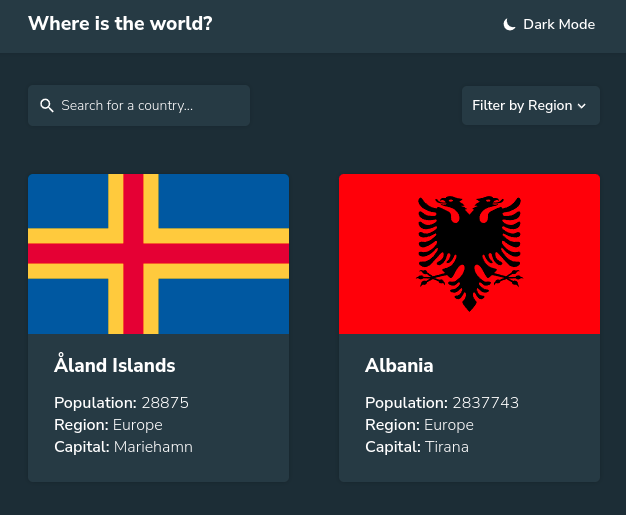 Where is the world?
Dark Mode
Search for a country...
Filter by Region
Åland Islands
Population: 28875
Region: Europe
Capital: Mariehamn
Albania
Population: 2837743
Region: Europe
Capital: Tirana